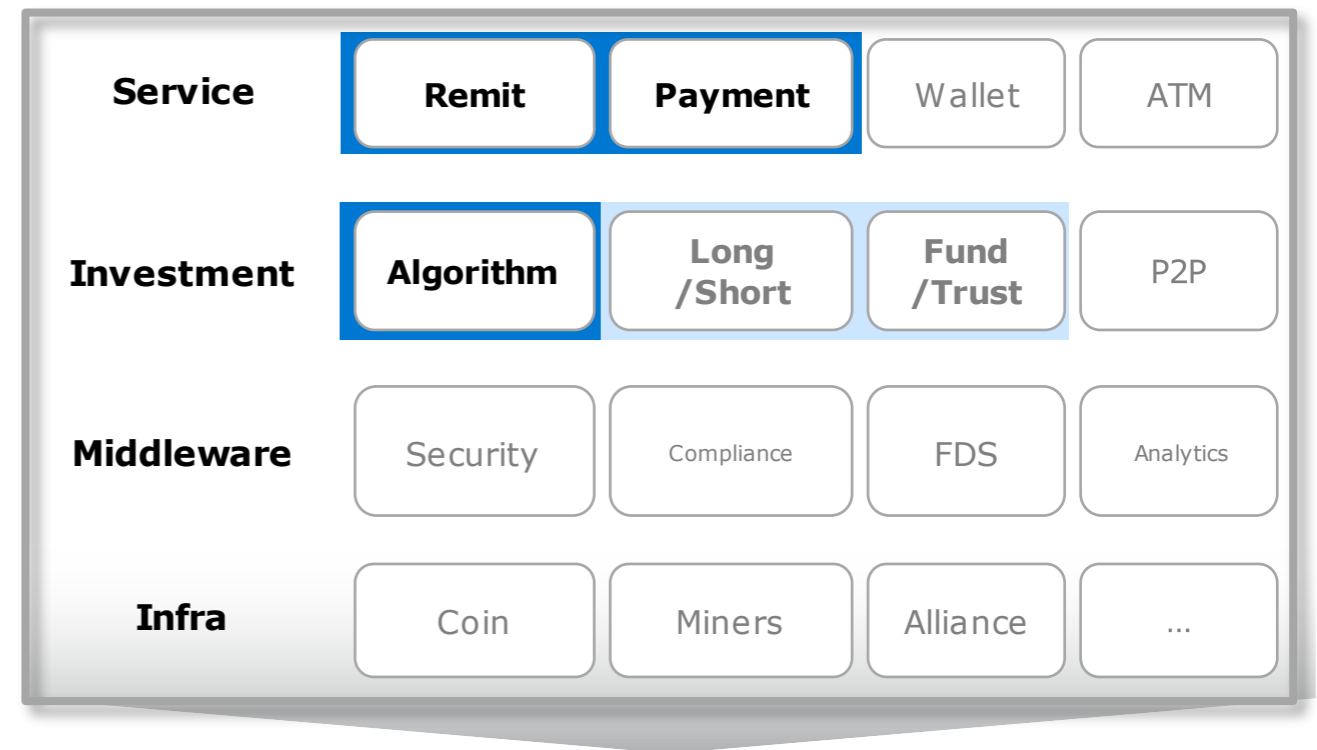 Service
Remit
Payment
Wallet
ATM
Investment
Algorithm
Long
/Short
Fund
/Trust
P2P
Middleware
Security
Compliance
FDS
Analytics
Infra
Coin
Miners
Alliance
...